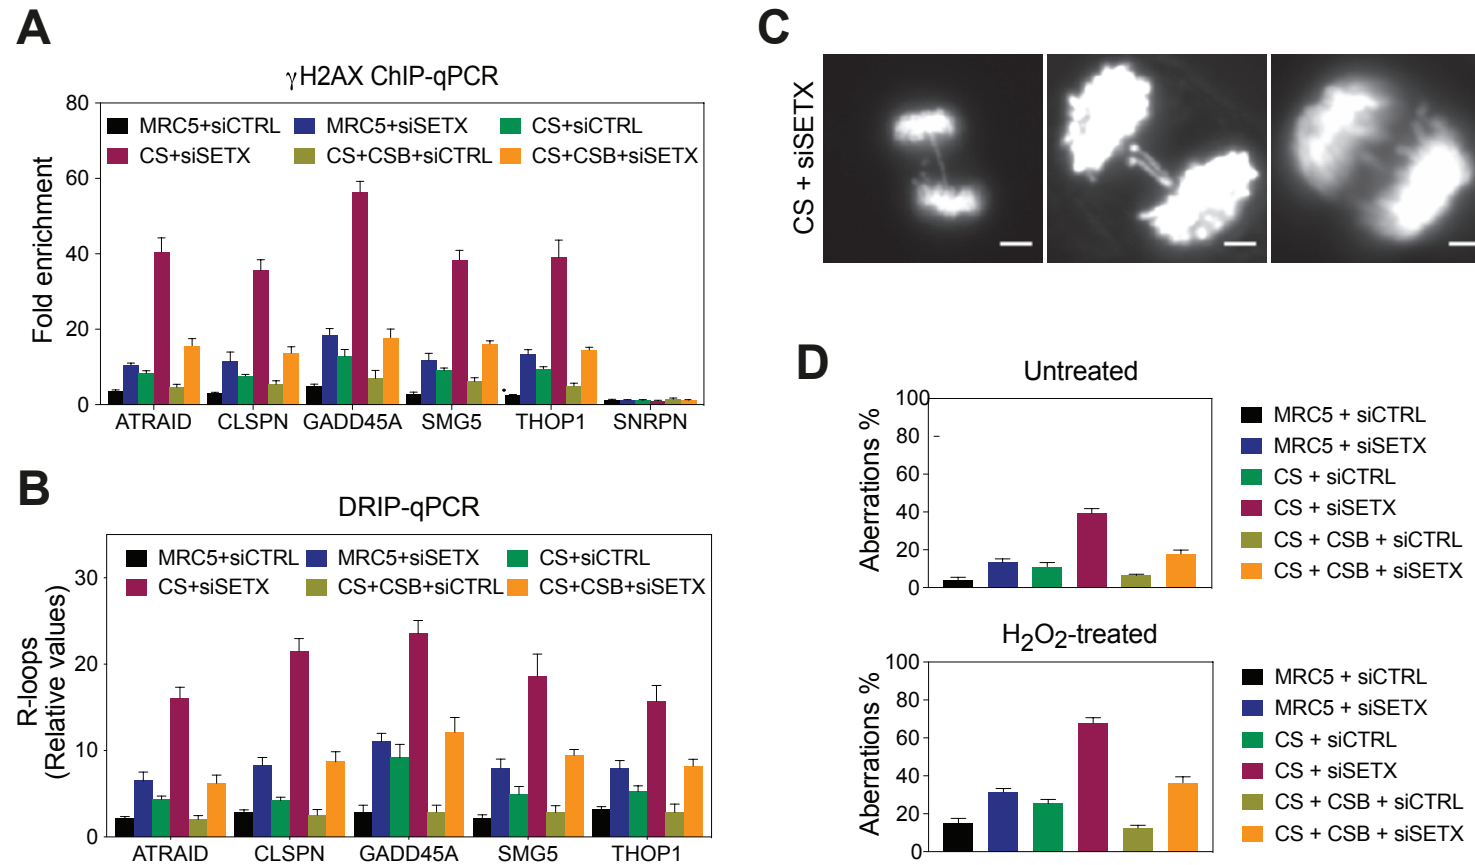 A
γH2AX ChIP-qPCR
Fold enrichment
80
60
40
20
0
MRC5+siCTRL MRC5+siSETX CS+siCTRL
CS+siSETX CS+CSB+siCTRL CS+CSB+siSETX
ATRAID CLSPN GADD45A SMG5 THOP1 SNRPN
B
DRIP-qPCR
R-loops
(Relative values)
30
20
10
0
MRC5+siCTRL MRC5+siSETX CS+siCTRL
CS+siSETX CS+CSB+siCTRL CS+CSB+siSETX
ATRAID CLSPN GADD45A SMG5 THOP1
C
CS + siSETX
D
Untreated
Aberrations %
100
80
60
40
20
0
MRC5 + siCTRL
MRC5 + siSETX
CS + siCTRL
CS + siSETX
CS + CSB + siCTRL
CS + CSB + siSETX
H2O2-treated
Aberrations %
100
80
60
40
20
0
MRC5 + siCTRL
MRC5 + siSETX
CS + siCTRL
CS + siSETX
CS + CSB + siCTRL
CS + CSB + siSETX